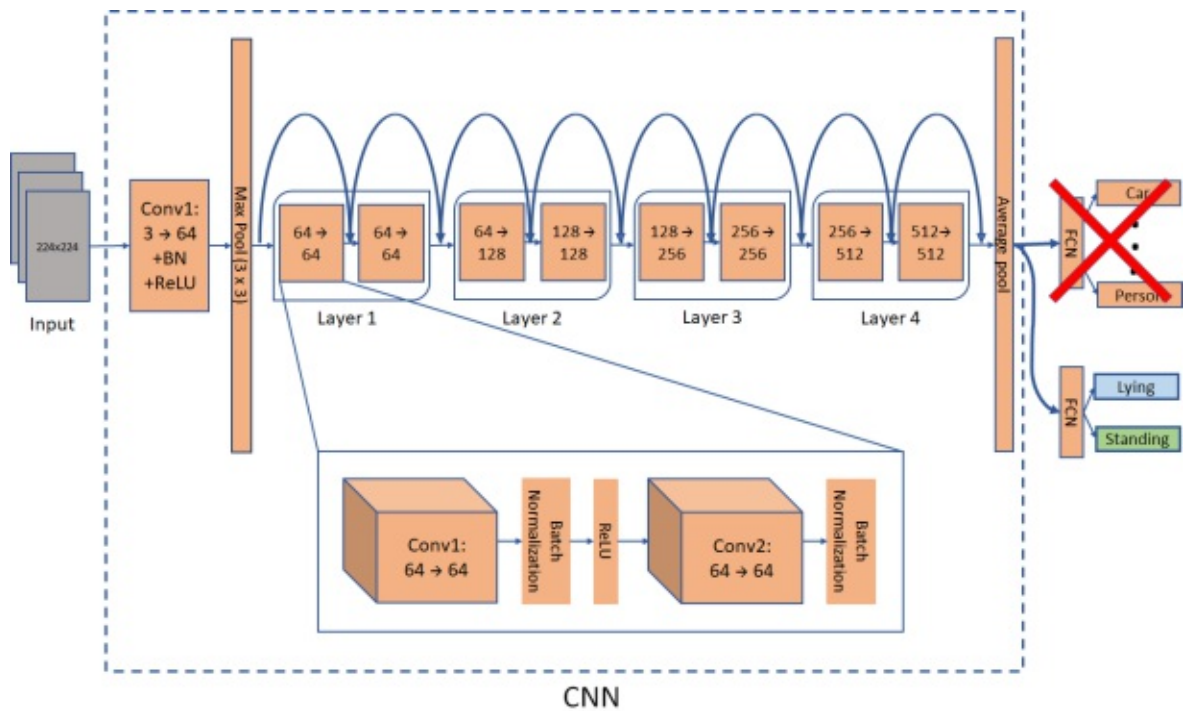 224x224
Input
Conv1:
3 → 64
+BN
+ReLU
Max Pool (3 x 3)
64 →
64
64 →
64
Layer 1
64 →
128
128 →
128
Layer 2
128 →
256
256 →
256
Layer 3
256 →
512
512→
512
Layer 4
Average pool
FCN
Car
Person
FCN
Lying
Standing
Conv1:
64 → 64
Batch
Normalization
ReLU
Conv2:
64 → 64
Batch
Normalization
CNN